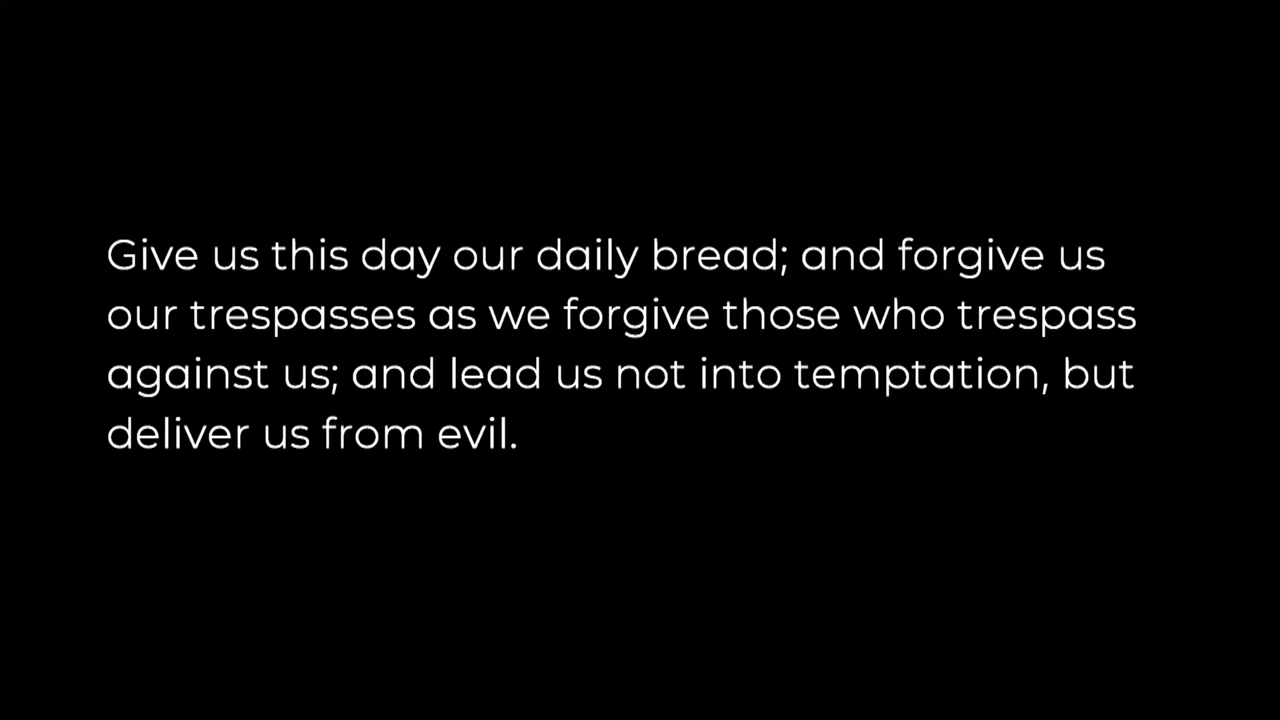 Give us this day our daily bread; and forgive us
our trespasses as we forgive those who trespass
against us; and lead us not into temptation, but
deliver us from evil.